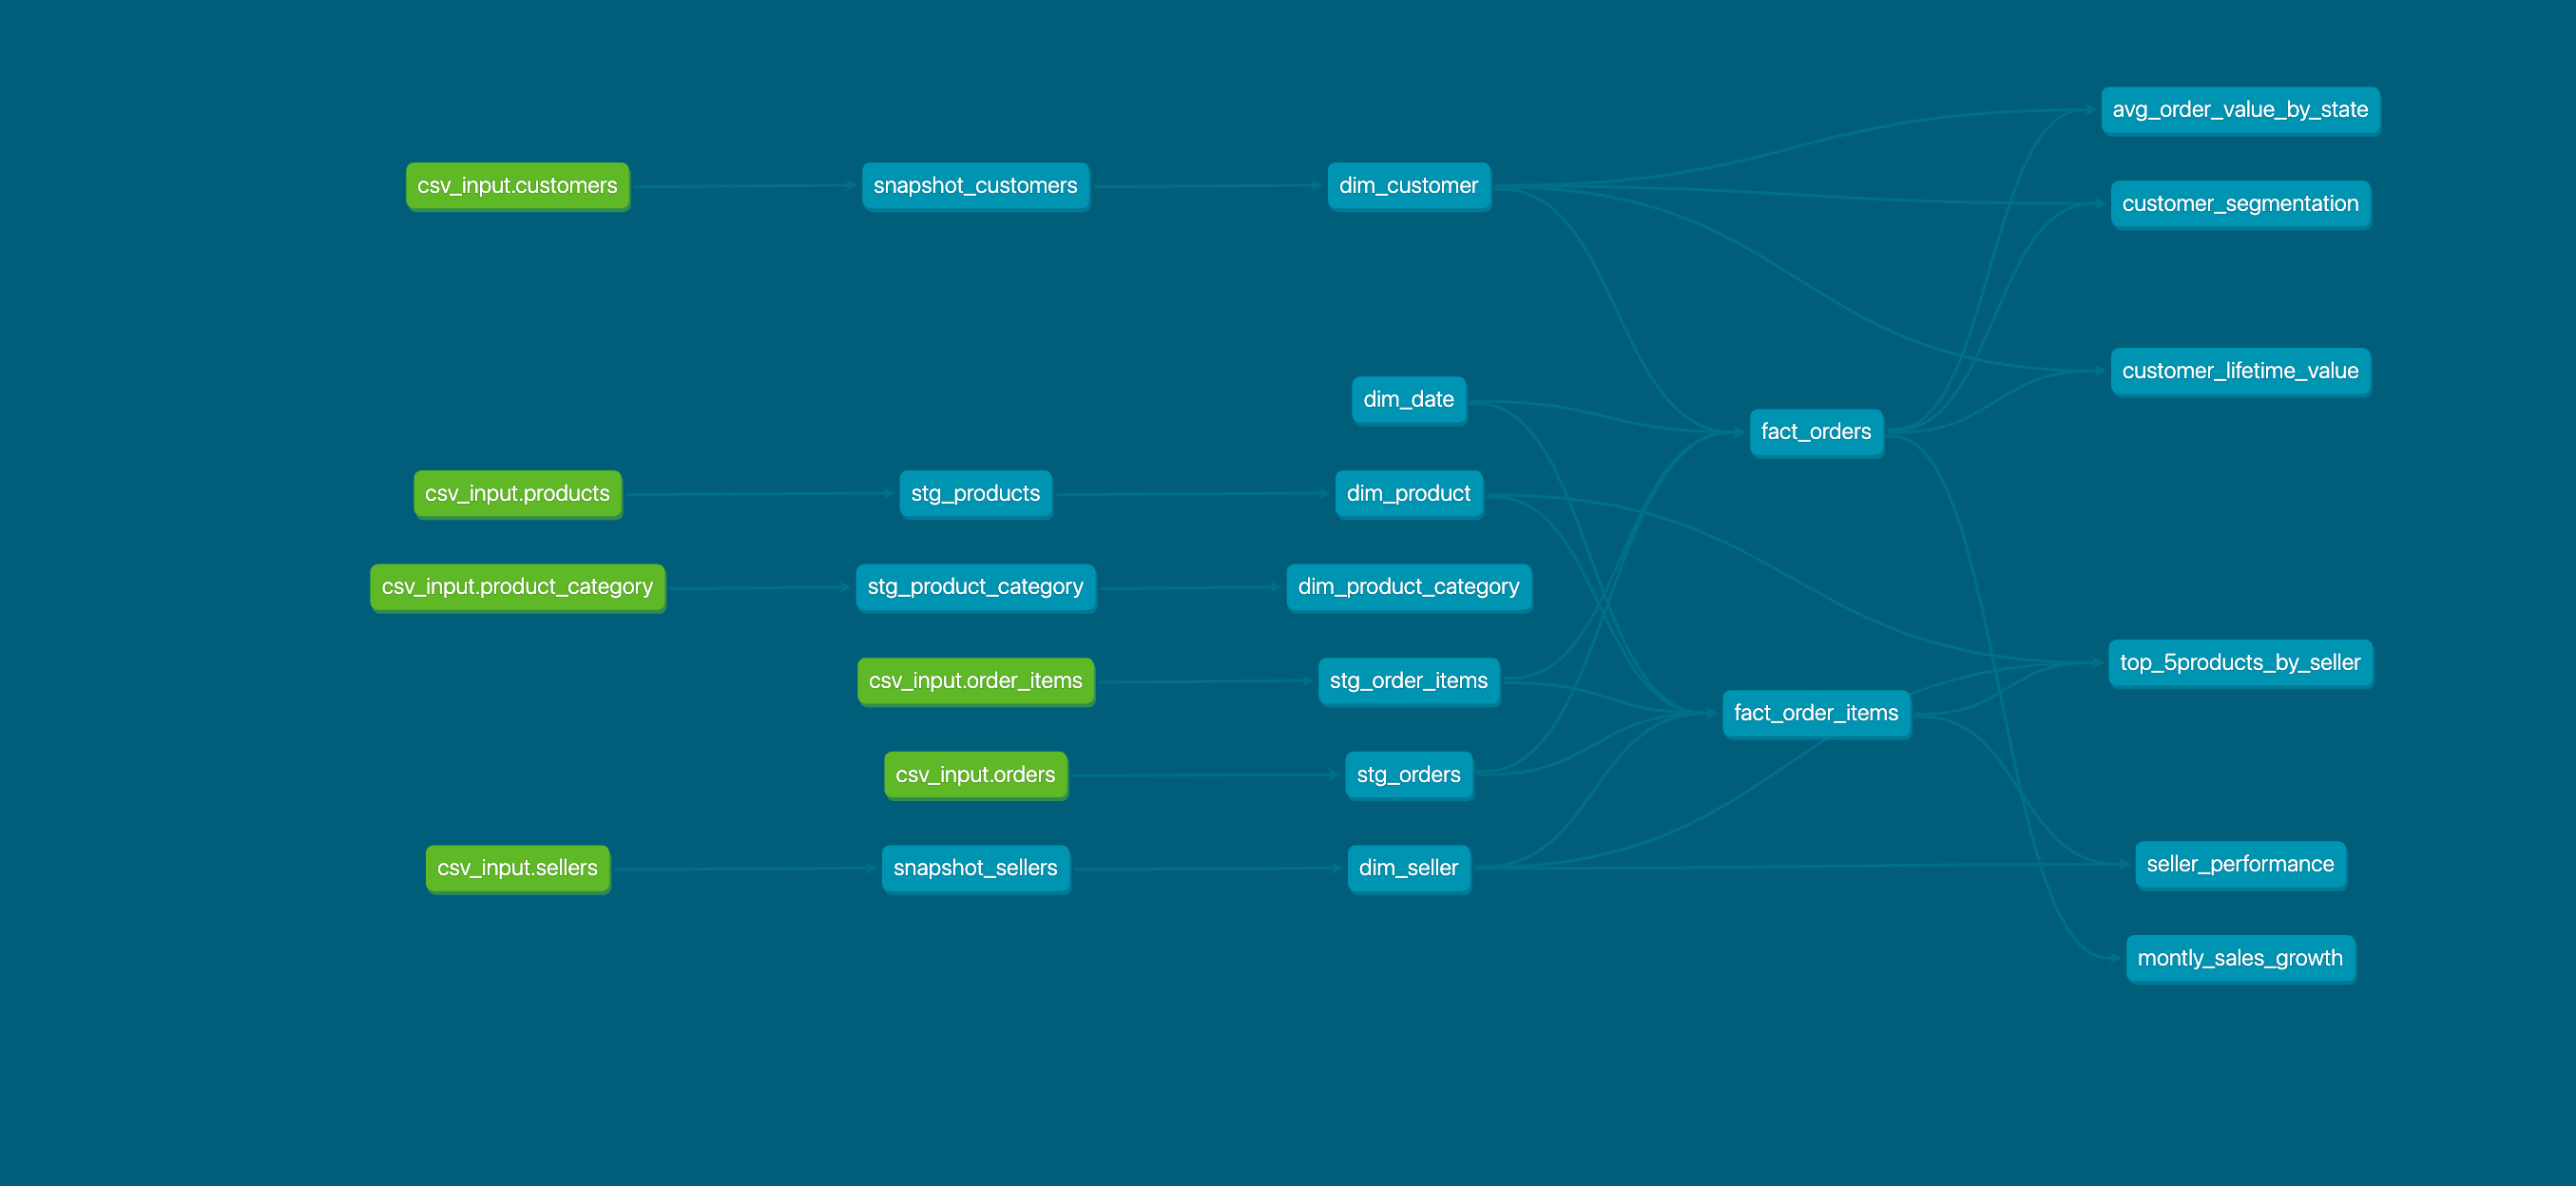 avg_order_value_by_state
csv_input.customers
snapshot_customers
dim_customer
customer_segmentation
customer_lifetime_value
dim_date
fact_orders
csv_input.products
stg_products
dim_product
csv_input.product_category
stg_product_category
dim_product_category
top_5products_by_seller
csv_input.order_items
stg_order_items
fact_order_items
csv_input.orders
stg_orders
csv_input.sellers
snapshot_sellers
dim_seller
seller_performance
montly_sales_growth